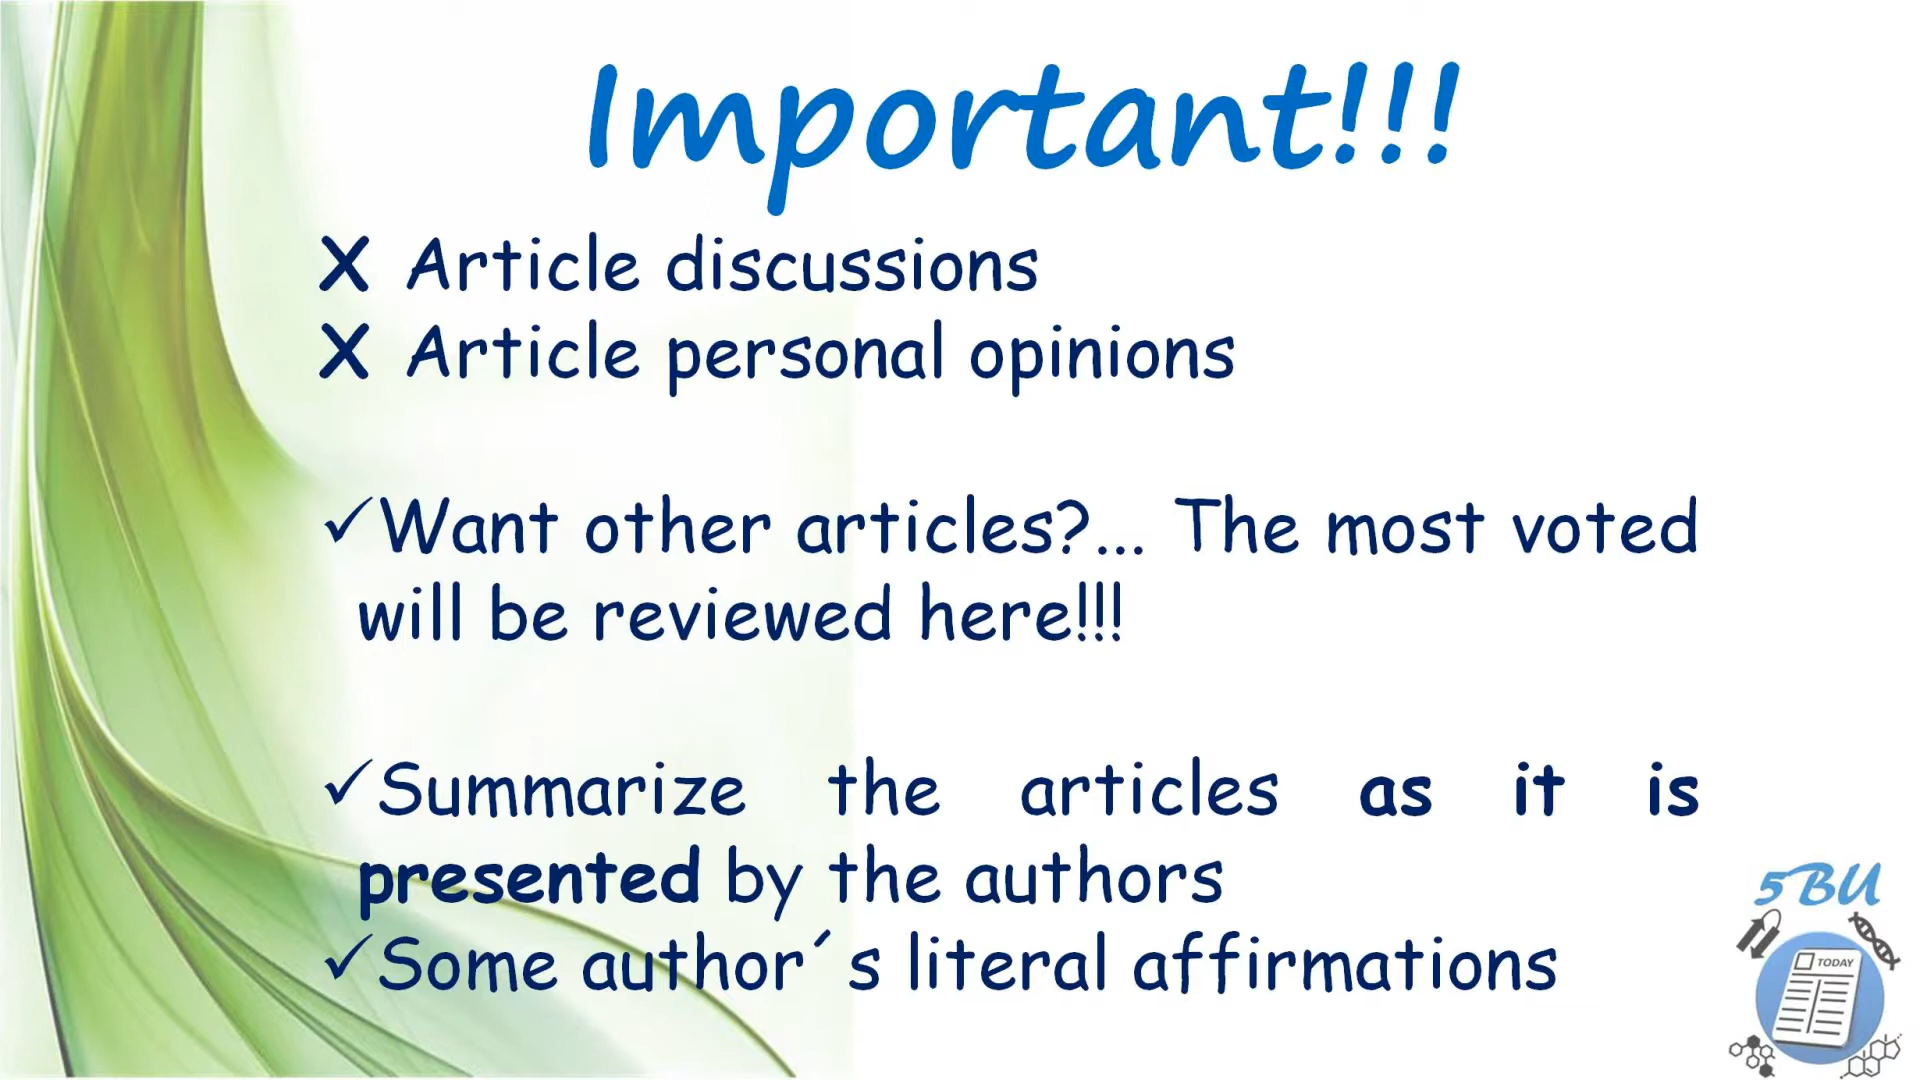 Important!!!
X Article discussions
X Article personal opinions
✓Want other articles?... The most voted
will be reviewed here!!!
✓Summarize the articles as it is
presented by the authors
✓Some author´s literal affirmations
5BU
TODAY